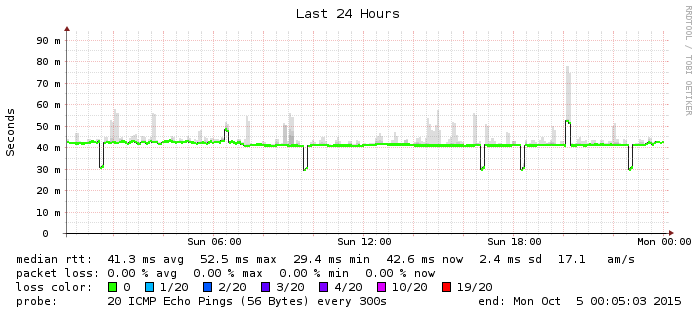 Last 24 Hours
RRDTOOL / TOBI OETIKER
90 m
80 m
70 m
60 m
50 m
40 m
30 m
20 m
10 m
0
Seconds
Sun 06:00 Sun 12:00 Sun 18:00 Mon 00:00
median rtt: 41.3 ms avg 52.5 ms max 29.4 ms min 42.6 ms now 2.4 ms sd 17.1 am/s
packet loss: 0.00 % avg 0.00 % max 0.00 % min 0.00 % now
loss color: 0 1/20 2/20 3/20 4/20 10/20 19/20
probe: 20 ICMP Echo Pings (56 Bytes) every 300s end: Mon Oct 5 00:05:03 2015